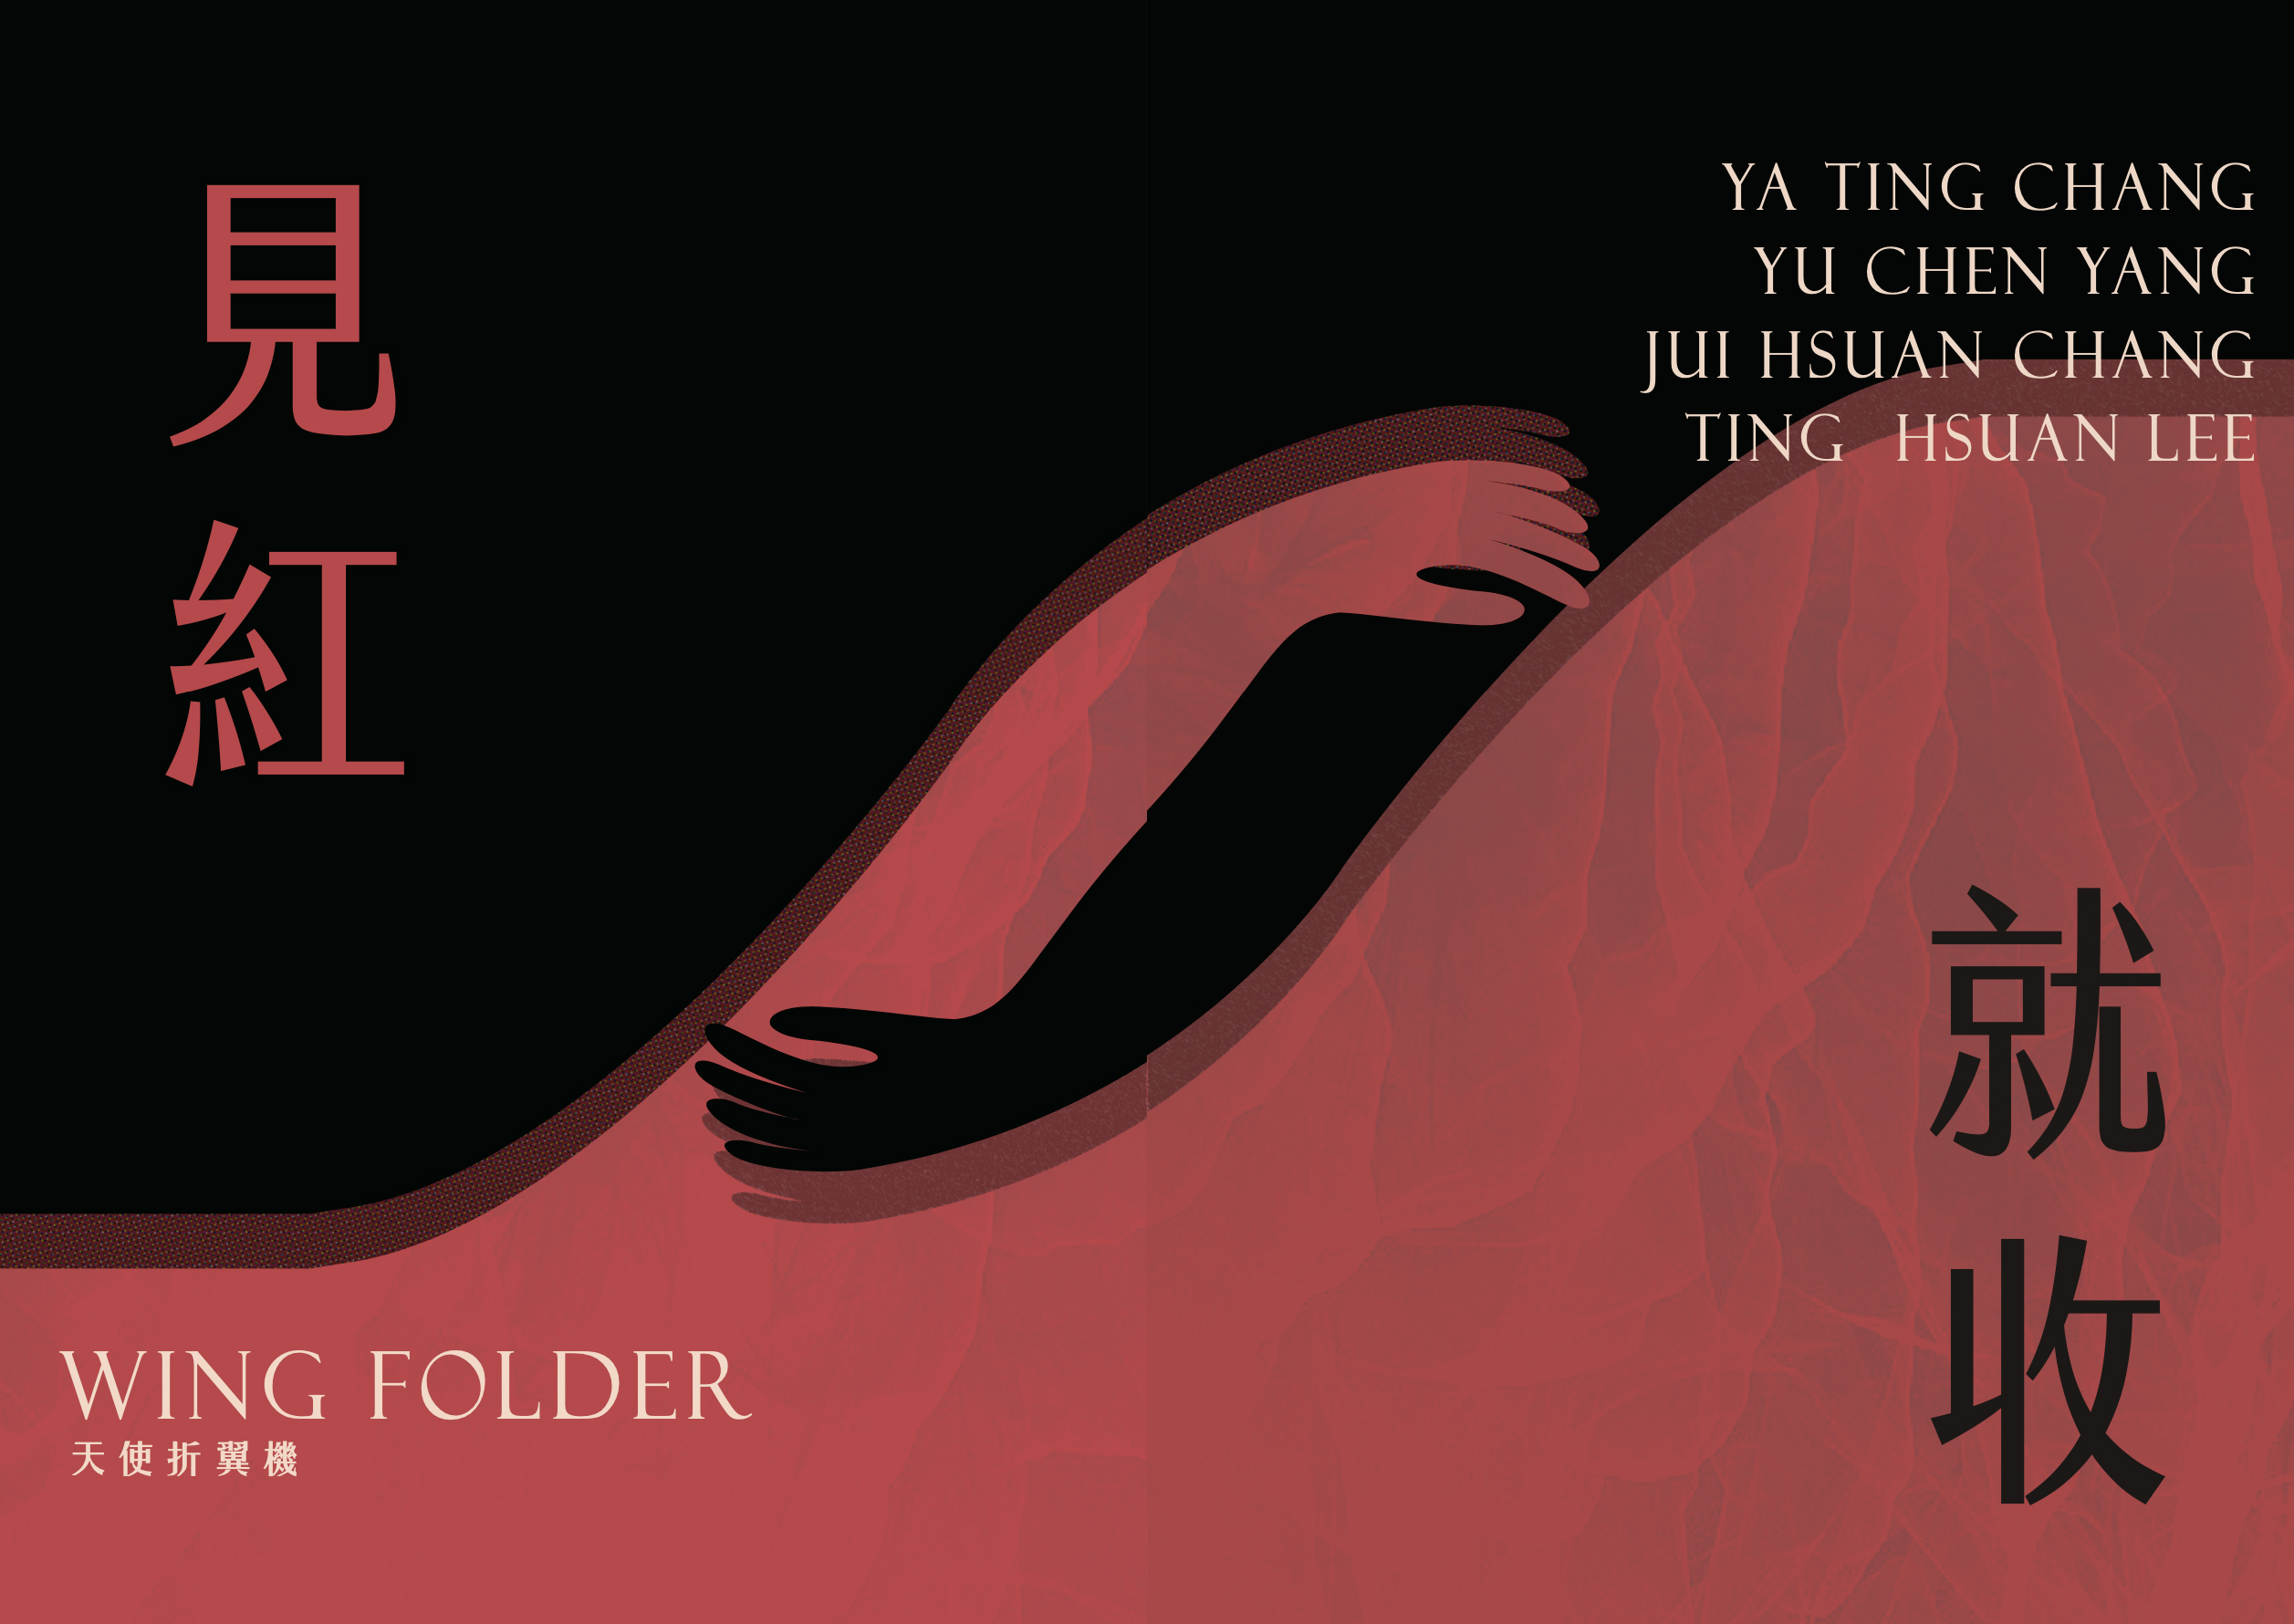 見紅
YA TING CHANG
YU CHEN YANG
JUI HSUAN CHANG
TING HSUAN LEE
就收
WING FOLDER
天使折翼機